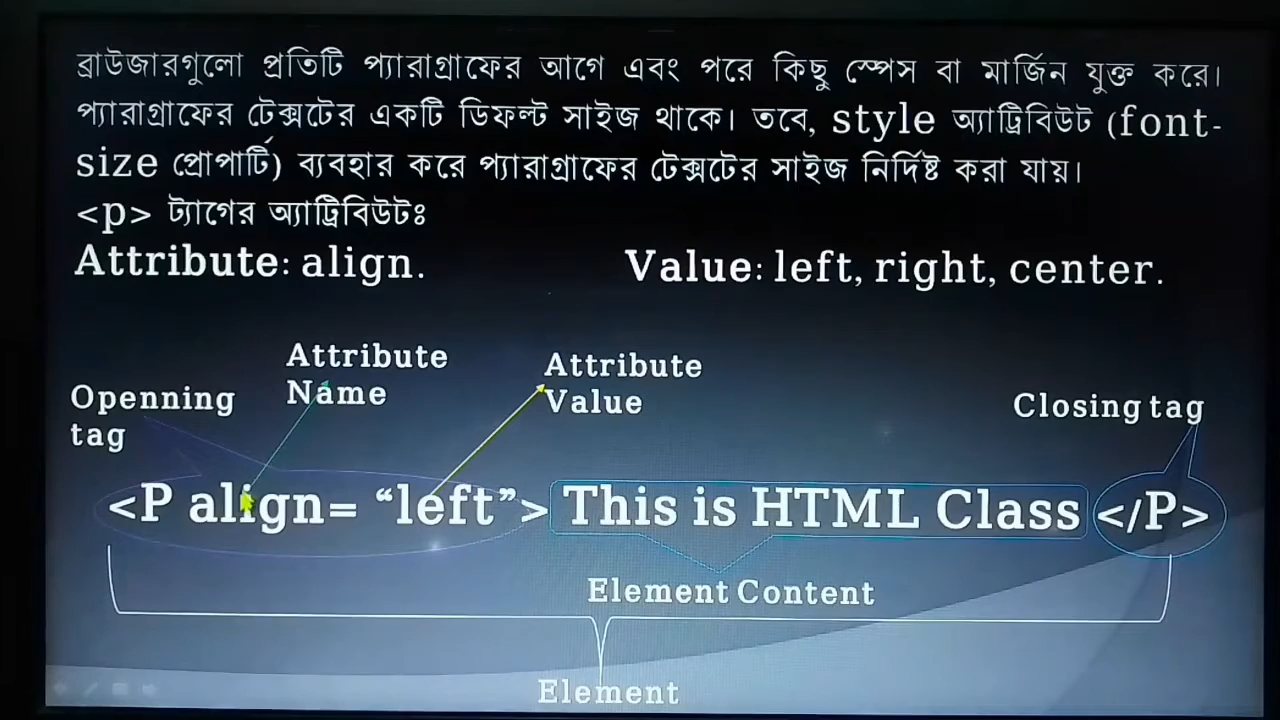 ব্রাউজারগুলো প্রতিটি প্যারাগ্রাফের আগে এবং পরে কিছু স্পেস বা মার্জিন যুক্ত করে।
প্যারাগ্রাফের টেক্সটের একটি ডিফল্ট সাইজ থাকে। তবে, style অ্যাট্রিবিউট (font-
size প্রোপার্টি) ব্যবহার করে প্যারাগ্রাফের টেক্সটের সাইজ নির্দিষ্ট করা যায়।
<p> ট্যাগের অ্যাট্রিবিউটঃ
Attribute: align. Value: left, right, center.
Attribute
Name
Attribute
Value
Openning
tag
Closing tag
<P align= “left”> This is HTML Class </P>
Element Content
Element